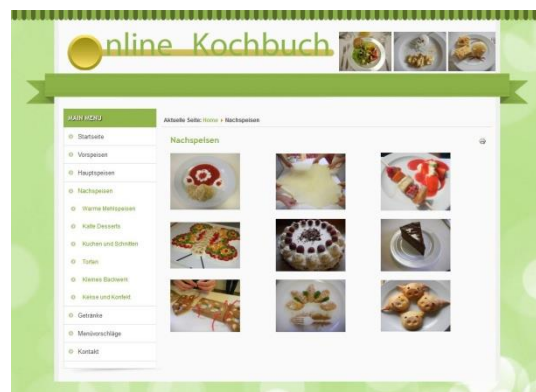 nline Kochbuch
MAIN MENU
Aktuelle Seite: Home Nachspeisen
Startseite
Nachspeisen
Vorspeisen
Hauptspeisen
Nachspeisen
Warme Mehlspeisen
Kalte Desserts
Kuchen und Schnitten
Torten
Kleines Backwerk
Kekse und Konfekt
Getränke
Menüvorschläge
Kontakt